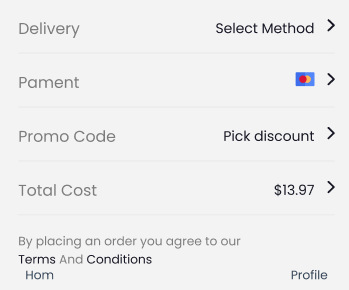 Delivery Select Method
Pament
Promo Code Pick discount
Total Cost $13.97
By placing an order you agree to our
Terms And Conditions
Hom Profile